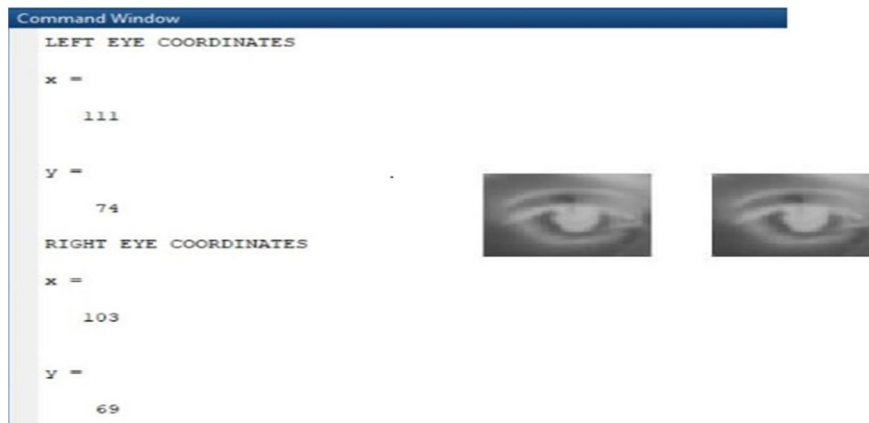 Command Window
LEFT EYE COORDINATES
x =
111
y =
74
RIGHT EYE COORDINATES
x =
103
y =
69